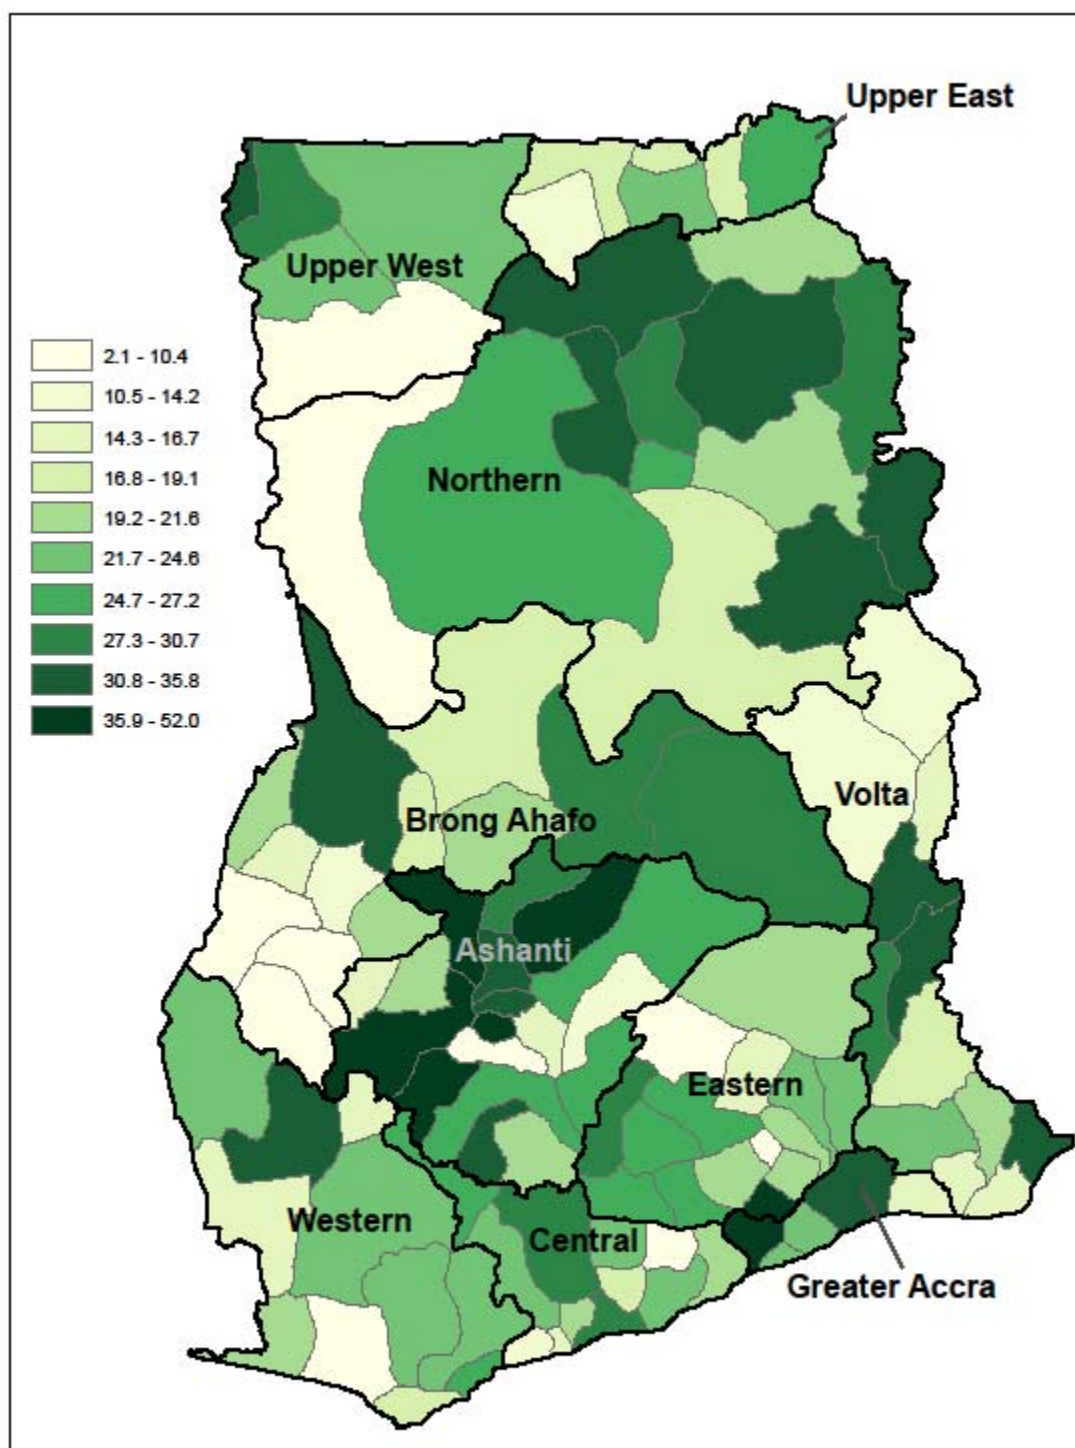 Upper East
Upper West
2.1 - 10.4
10.5 - 14.2
14.3 - 16.7
16.8 - 19.1
19.2 - 21.6
21.7 - 24.6
24.7 - 27.2
27.3 - 30.7
30.8 - 35.8
35.9 - 52.0
Northern
Volta
Brong Ahafo
Ashanti
Eastern
Western
Central
Greater Accra